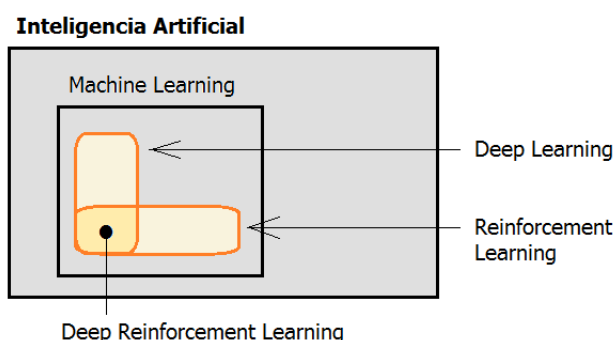 Inteligencia Artificial
Machine Learning
Deep Learning
Reinforcement
Learning
Deep Reinforcement Learning